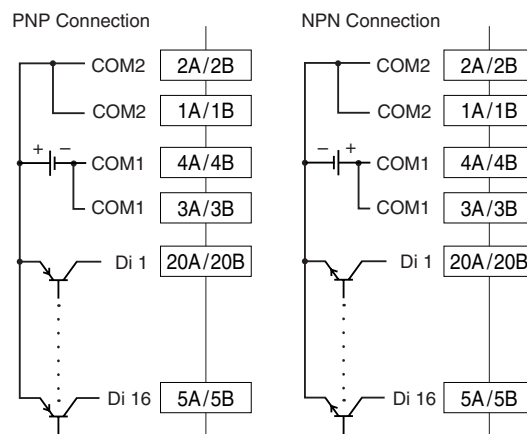 PNP Connection
COM2 2A/2B
COM2 1A/1B
+ − COM1 4A/4B
COM1 3A/3B
Di 1 20A/20B
Di 16 5A/5B
NPN Connection
COM2 2A/2B
COM2 1A/1B
− + COM1 4A/4B
COM1 3A/3B
Di 1 20A/20B
Di 16 5A/5B